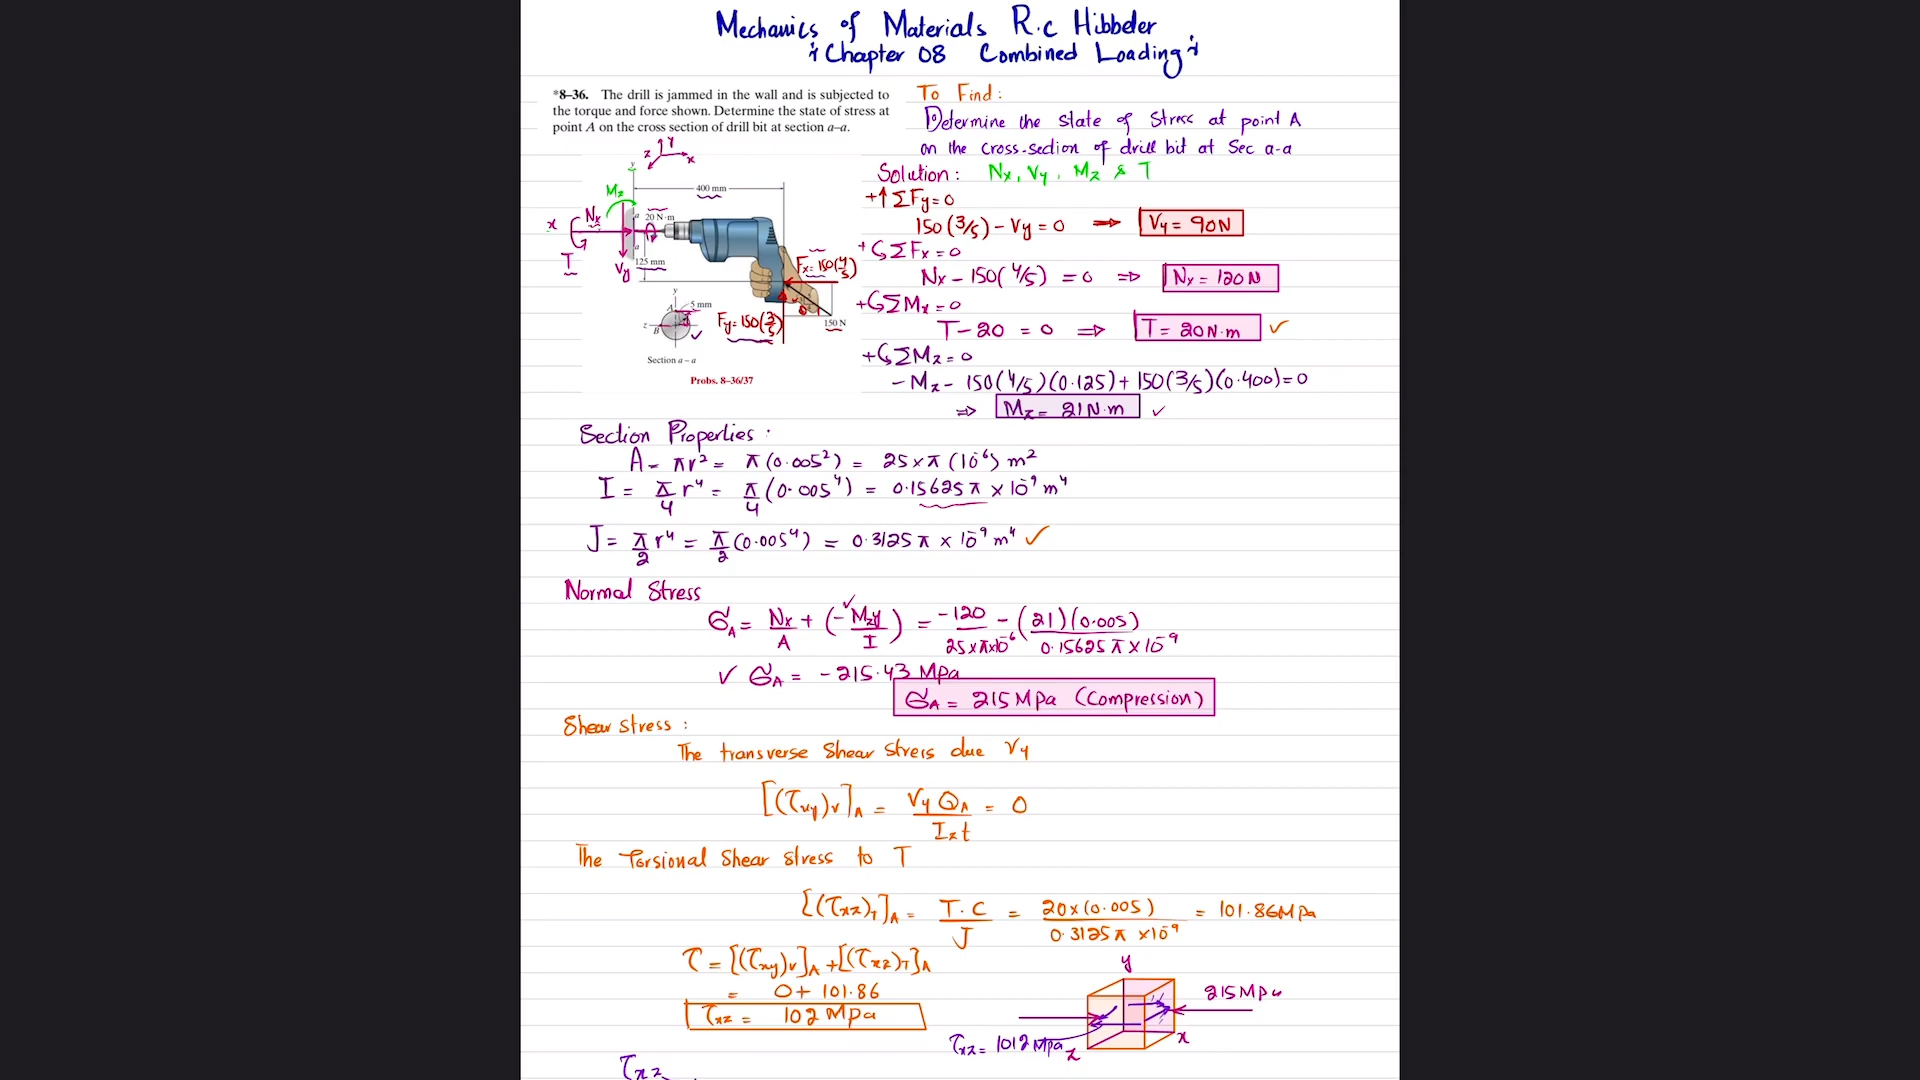 Mechanics of Materials R.C Hibbeler
Chapter 08 Combined Loading
*8–36. The drill is jammed in the wall and is subjected to
the torque and force shown. Determine the state of stress at
point A on the cross section of drill bit at section a–a.
To Find:
Determine the state of Stress at point A
on the cross-section of drill bit at Sec a-a
Solution: Nx, Vy, Mz & T
+↑ΣFy=0
150(3/5) - Vy = 0 ⇒ Vy = 90N
+ ΣFx=0
Nx - 150(4/5) = 0 ⇒ Nx = 120N
+ ΣMx=0
T - 20 = 0 ⇒ T = 20N·m ✓
+ ΣMz=0
- Mz - 150(4/5)(0.125) + 150(3/5)(0.400)=0
⇒ Mz = 21N·m ✓
y
z
x
y
400 mm
Mz
x
Nx
a
20 N·m
T
Vy
a
125 mm
Fx=150(4/5)
y
A
5 mm
z
B
Fy=150(3/5)
150 N
Section a – a
Probs. 8–36/37
Section Properties:
A = πr² = π(0.005²) = 25×π(10⁻⁶) m²
I = π/4 r⁴ = π/4 (0.005⁴) = 0.15625π × 10⁻⁹ m⁴
J = π/2 r⁴ = π/2 (0.005⁴) = 0.3125π × 10⁻⁹ m⁴ ✓
Normal Stress
σA = Nx/A + (-Mzy/I) = -120/25×π×10⁻⁶ - (21)(0.005)/0.15625π×10⁻⁹
✓ σA = -215.43 MPa
σA = 215 MPa (Compression)
Shear stress:
The transverse Shear stress due Vy
[(τxy)v]A = Vy QA/Iz t = 0
The Torsional Shear stress to T
[(τxz)T]A = T·C/J = 20×(0.005)/0.3125π×10⁻⁹ = 101.86MPa
τ = [(τxy)v]A + [(τxz)T]A
= 0 + 101.86
τxz = 102 MPa
y
215 MPa
x
z
τxz =
τxz